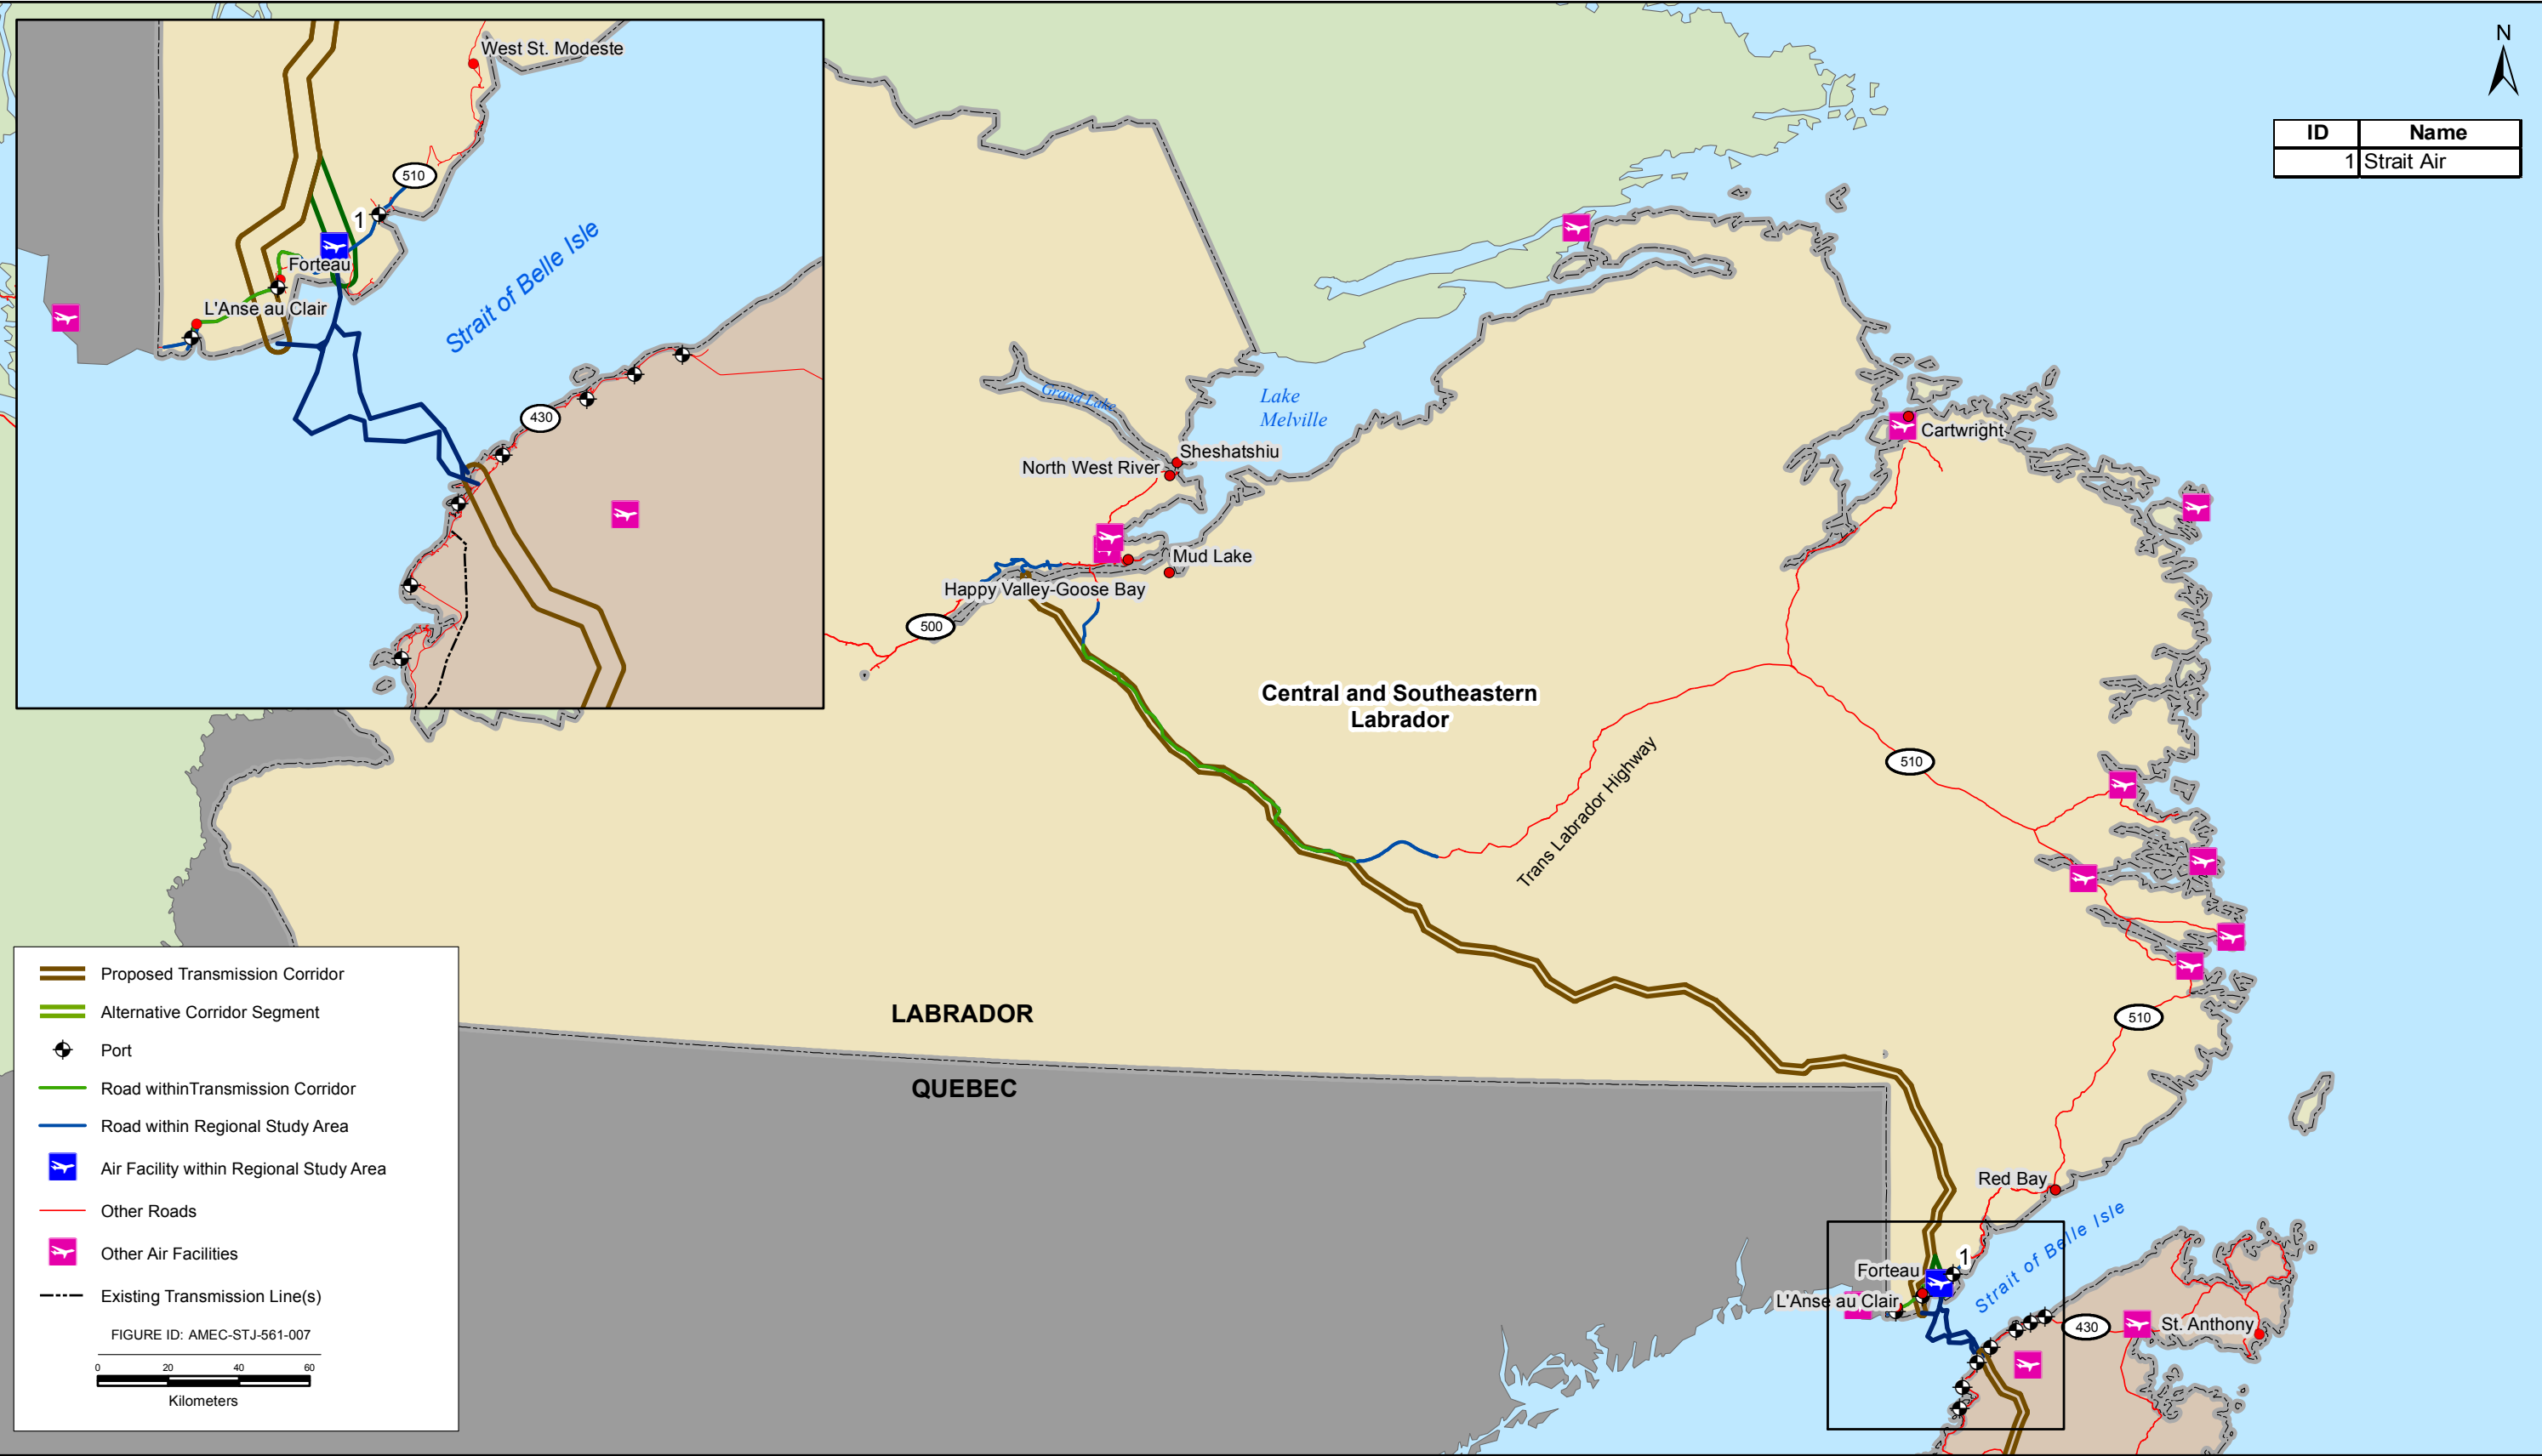 West St. Modeste
510
1
Strait of Belle Isle
Forteau
L'Anse au Clair
430
N
ID Name
1 Strait Air
Grand Lake
Lake
Melville
Sheshatshiu
North West River
Mud Lake
Happy Valley-Goose Bay
500
Cartwright
Central and Southeastern
Labrador
Trans Labrador Highway
510
LABRADOR
QUEBEC
510
Red Bay
Strait of Belle Isle
1
Forteau
L'Anse au Clair
430
St. Anthony
Proposed Transmission Corridor
Alternative Corridor Segment
Port
Road withinTransmission Corridor
Road within Regional Study Area
Air Facility within Regional Study Area
Other Roads
Other Air Facilities
Existing Transmission Line(s)
FIGURE ID: AMEC-STJ-561-007
0 20 40 60
Kilometers